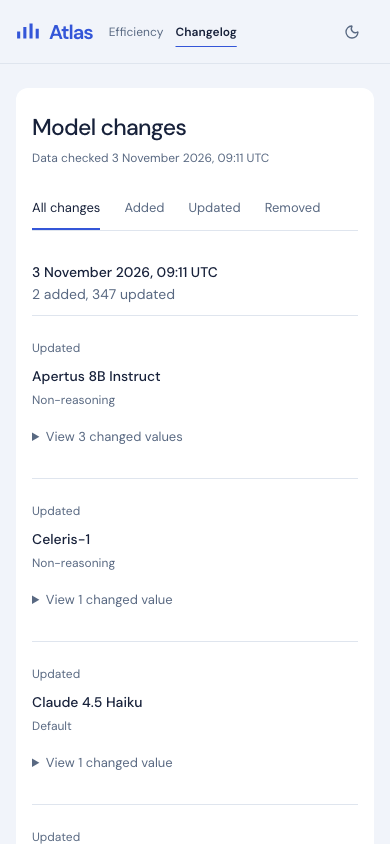 Atlas Efficiency Changelog
Model changes
Data checked 3 November 2026, 09:11 UTC
All changes Added Updated Removed
3 November 2026, 09:11 UTC
2 added, 347 updated
Updated
Apertus 8B Instruct
Non-reasoning
View 3 changed values
Updated
Celeris-1
Non-reasoning
View 1 changed value
Updated
Claude 4.5 Haiku
Default
View 1 changed value
Updated